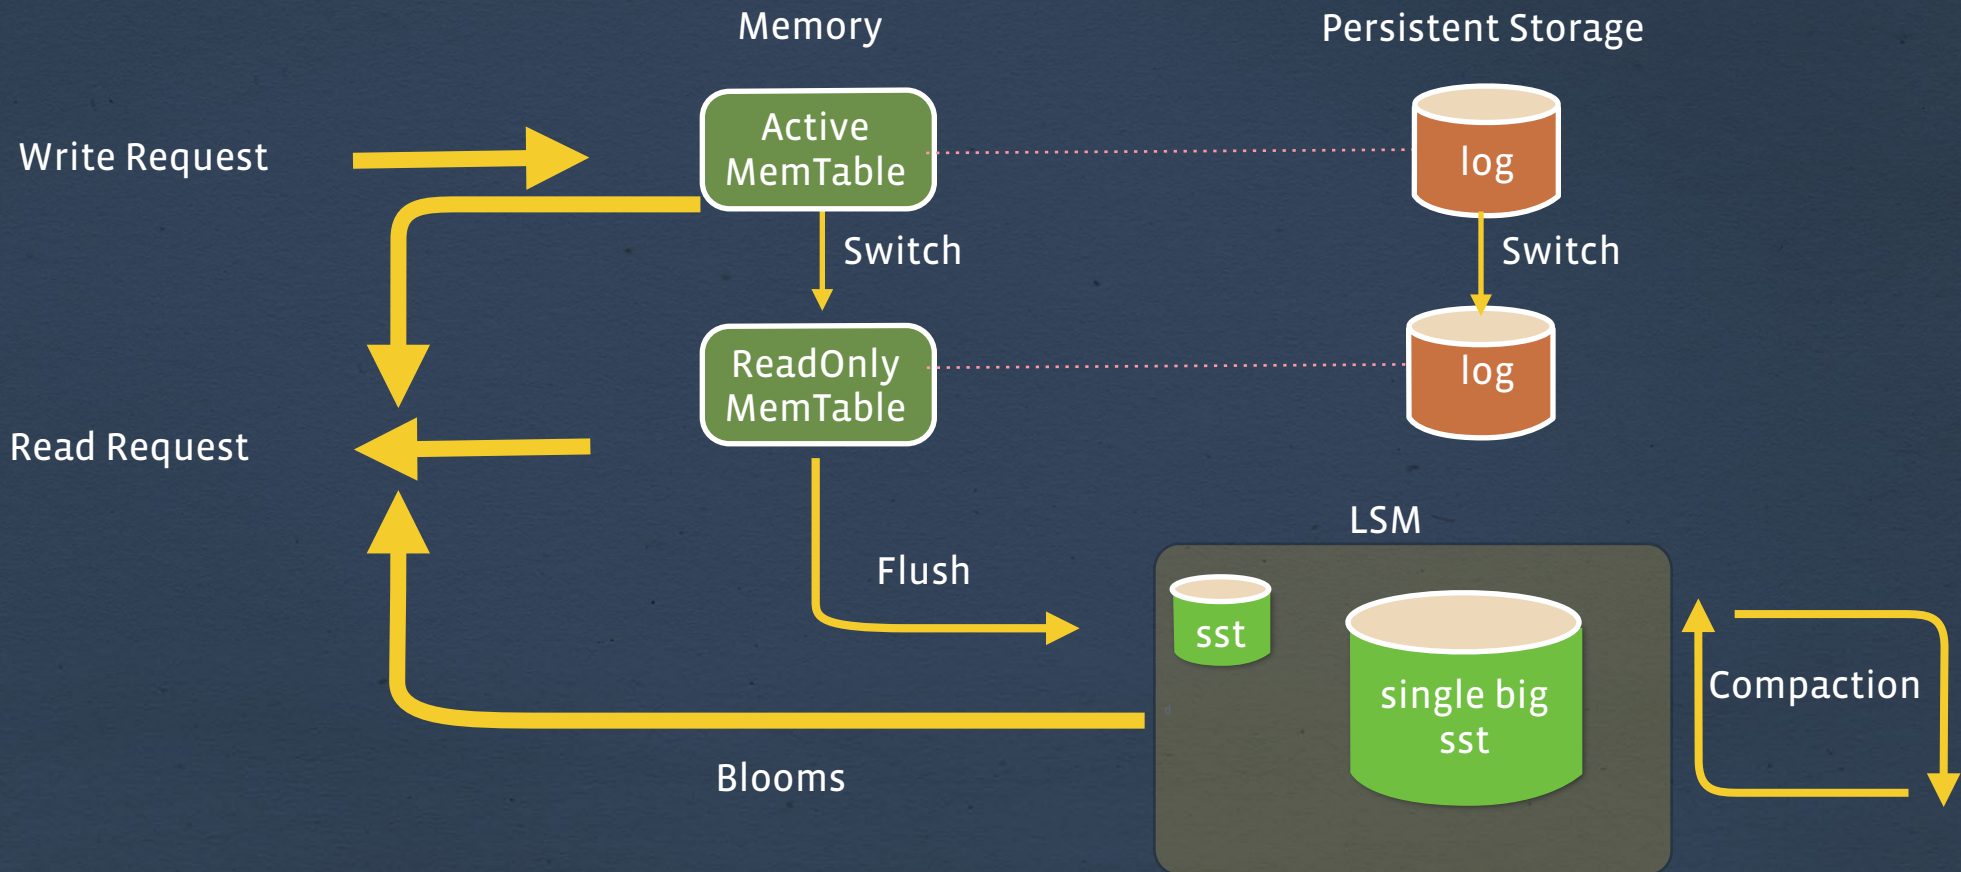 Memory
Persistent Storage
Write Request
Active
MemTable
log
Switch
Switch
ReadOnly
MemTable
log
Read Request
LSM
Flush
sst
single big
sst
Compaction
Blooms